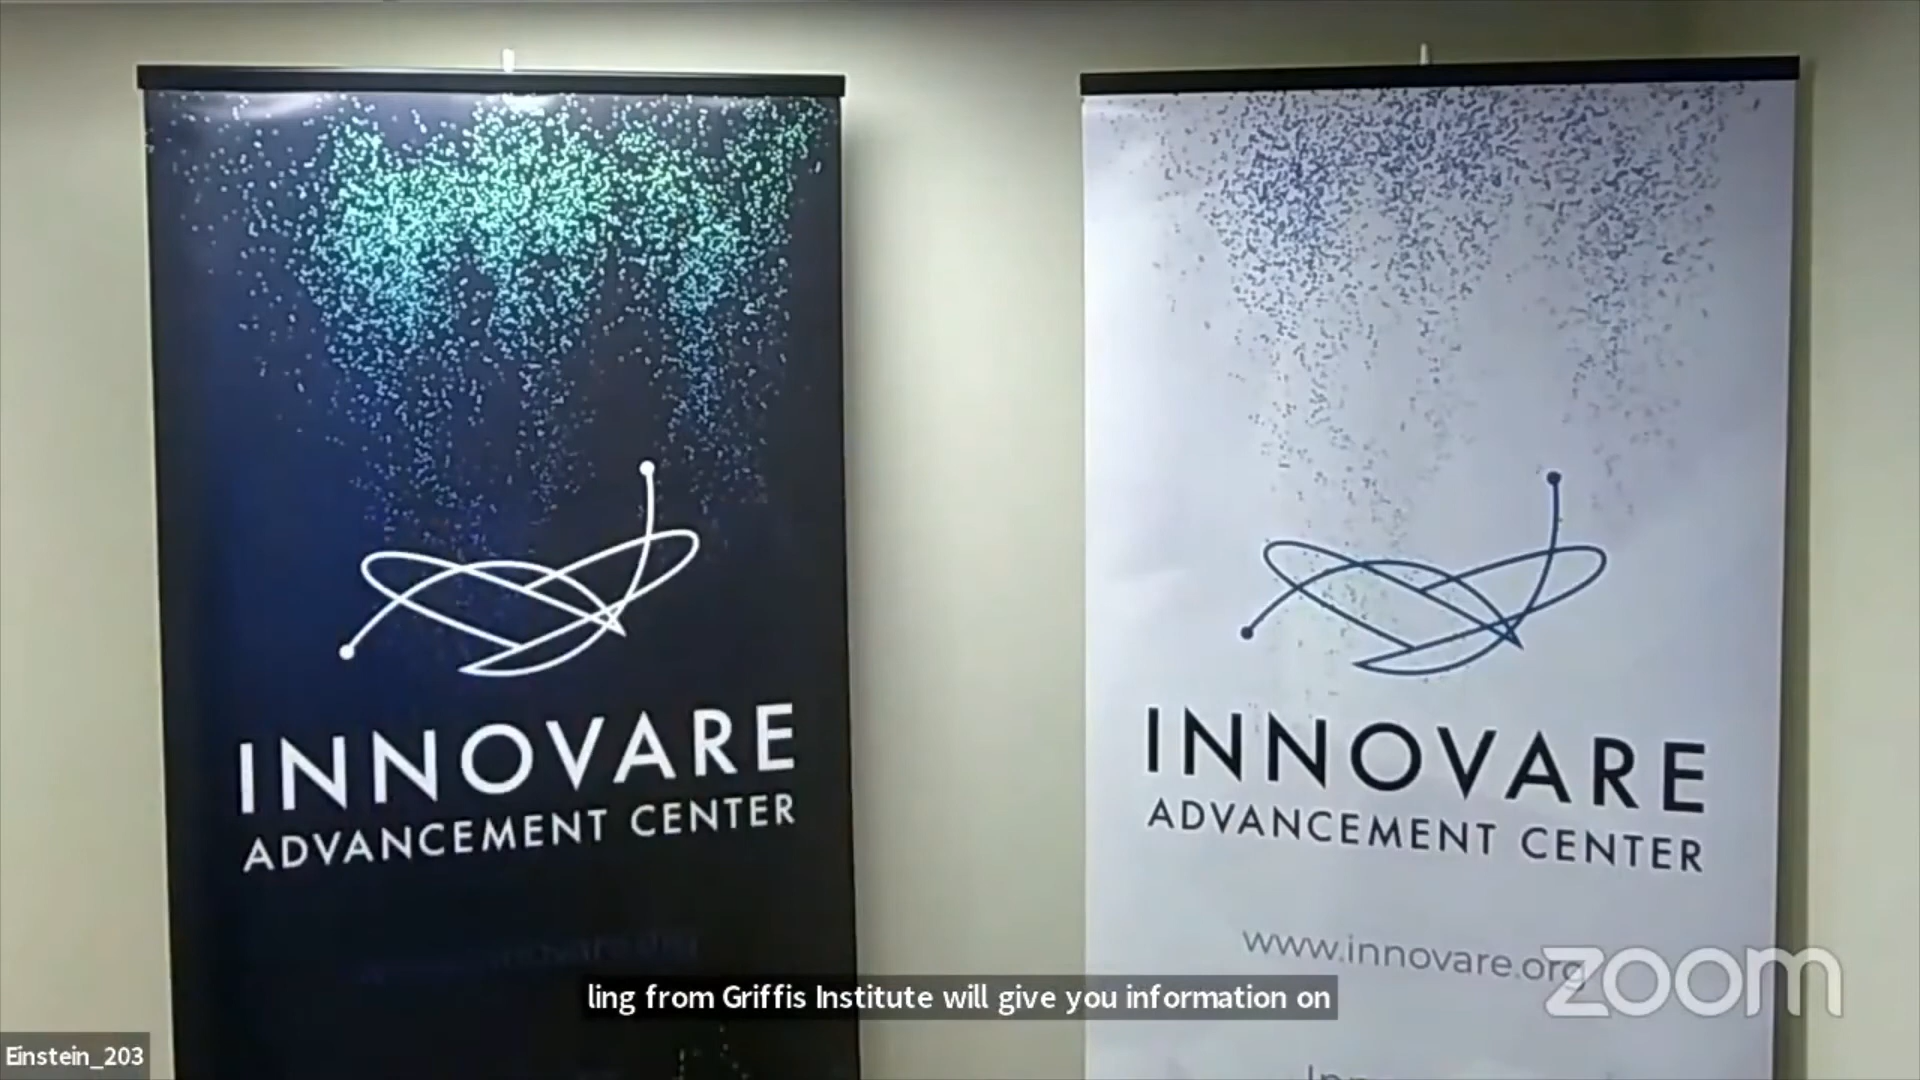 INNOVARE
ADVANCEMENT CENTER
INNOVARE
ADVANCEMENT CENTER
www.innovare.org
zoom
ling from Griffis Institute will give you information on
Einstein_203